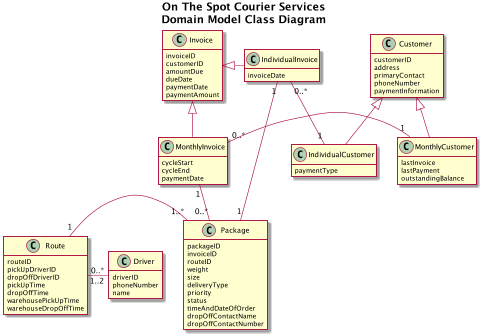 On The Spot Courier Services
Domain Model Class Diagram
C Invoice
invoiceID
customerID
amountDue
dueDate
paymentDate
paymentAmount
C IndividualInvoice
invoiceDate
C Customer
customerID
address
primaryContact
phoneNumber
paymentInformation
1
0..*
0..*
1
1
C MonthlyInvoice
cycleStart
cycleEnd
paymentDate
C IndividualCustomer
paymentType
C MonthlyCustomer
lastInvoice
lastPayment
outstandingBalance
1
1
1..*
0..*
1
C Route
routeID
pickUpDriverID
dropOffDriverID
pickUpTime
dropOffTime
warehousePickUpTime
warehouseDropOffTime
0..*
1..2
C Driver
driverID
phoneNumber
name
C Package
packageID
invoiceID
routeID
weight
size
deliveryType
priority
status
timeAndDateOfOrder
dropOffContactName
dropOffContactNumber